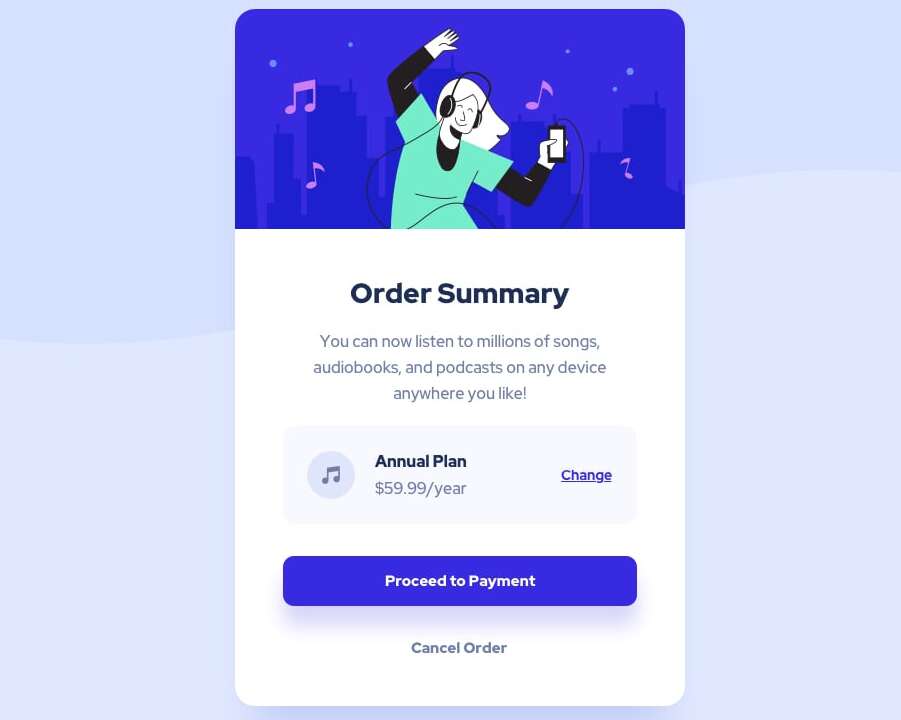 Order Summary
You can now listen to millions of songs,
audiobooks, and podcasts on any device
anywhere you like!
Annual Plan
$59.99/year
Change
Proceed to Payment
Cancel Order